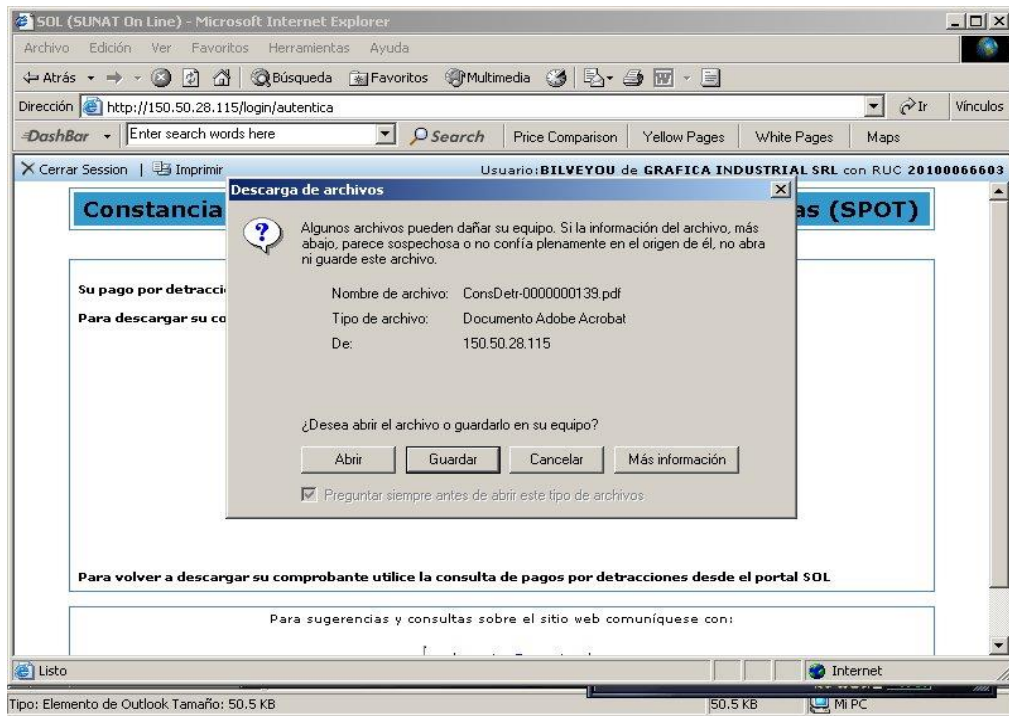 SOL (SUNAT On Line) - Microsoft Internet Explorer
Archivo Edición Ver Favoritos Herramientas Ayuda
Atrás Búsqueda Favoritos Multimedia
Dirección http://150.50.28.115/login/autentica Ir Vínculos
DashBar Enter search words here Search Price Comparison Yellow Pages White Pages Maps
Cerrar Session | Imprimir Usuario:BILVEYOU de GRAFICA INDUSTRIAL SRL con RUC 20100066603
Descarga de archivos
Constancia as (SPOT)
Algunos archivos pueden dañar su equipo. Si la información del archivo, más
abajo, parece sospechosa o no confía plenamente en el origen de él, no abra
ni guarde este archivo.
Su pago por detracci
Nombre de archivo: ConsDetr-0000000139.pdf
Para descargar su co
Tipo de archivo: Documento Adobe Acrobat
De: 150.50.28.115
¿Desea abrir el archivo o guardarlo en su equipo?
Abrir Guardar Cancelar Más información
Preguntar siempre antes de abrir este tipo de archivos
Para volver a descargar su comprobante utilice la consulta de pagos por detracciones desde el portal SOL
Para sugerencias y consultas sobre el sitio web comuníquese con:
Listo Internet
Tipo: Elemento de Outlook Tamaño: 50.5 KB 50.5 KB Mi PC